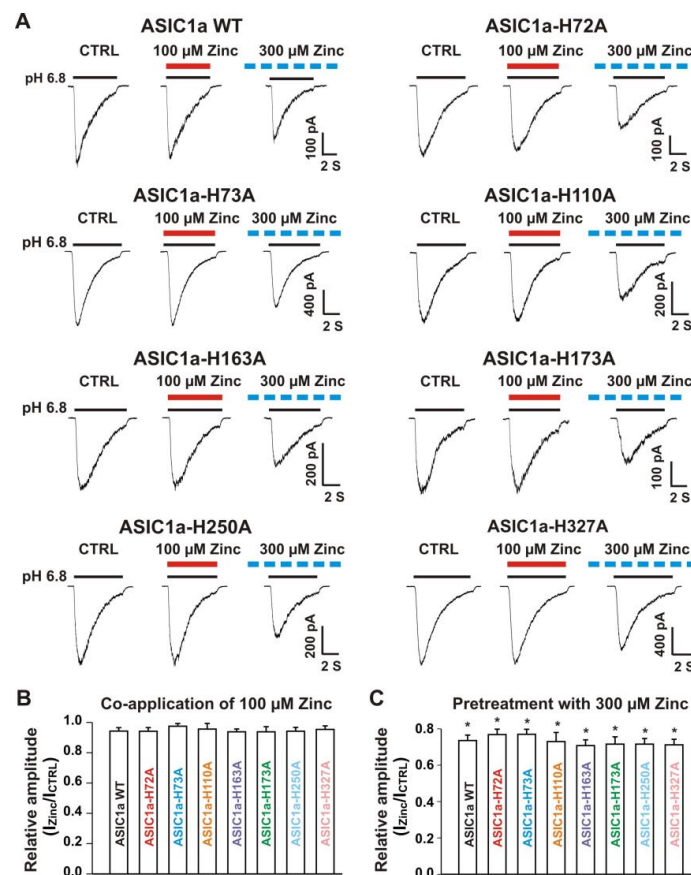 A
ASIC1a WT
CTRL
100 µM Zinc
300 µM Zinc
pH 6.8
100 pA
2 S
ASIC1a-H72A
100 µM Zinc
300 µM Zinc
CTRL
100 pA
2 S
ASIC1a-H73A
CTRL
100 µM Zinc
300 µM Zinc
pH 6.8
400 pA
2 S
ASIC1a-H110A
CTRL
100 µM Zinc
300 µM Zinc
200 pA
2 S
ASIC1a-H163A
CTRL
100 µM Zinc
300 µM Zinc
pH 6.8
200 pA
2 S
ASIC1a-H173A
CTRL
100 µM Zinc
300 µM Zinc
100 pA
2 S
ASIC1a-H250A
CTRL
100 µM Zinc
300 µM Zinc
pH 6.8
200 pA
2 S
ASIC1a-H327A
CTRL
100 µM Zinc
300 µM Zinc
400 pA
2 S
B
Co-application of 100 µM Zinc
Relative amplitude
(IZinc/ICTRL)
1.0
0.8
0.6
0.4
0.2
0.0
ASIC1a WT
ASIC1a-H72A
ASIC1a-H73A
ASIC1a-H110A
ASIC1a-H163A
ASIC1a-H173A
ASIC1a-H250A
ASIC1a-H327A
C
Pretreatment with 300 µM Zinc
Relative amplitude
(IZinc/ICTRL)
0.8
0.6
0.4
0.2
0.0
* * * * * * * *
ASIC1a WT
ASIC1a-H72A
ASIC1a-H73A
ASIC1a-H110A
ASIC1a-H163A
ASIC1a-H173A
ASIC1a-H250A
ASIC1a-H327A